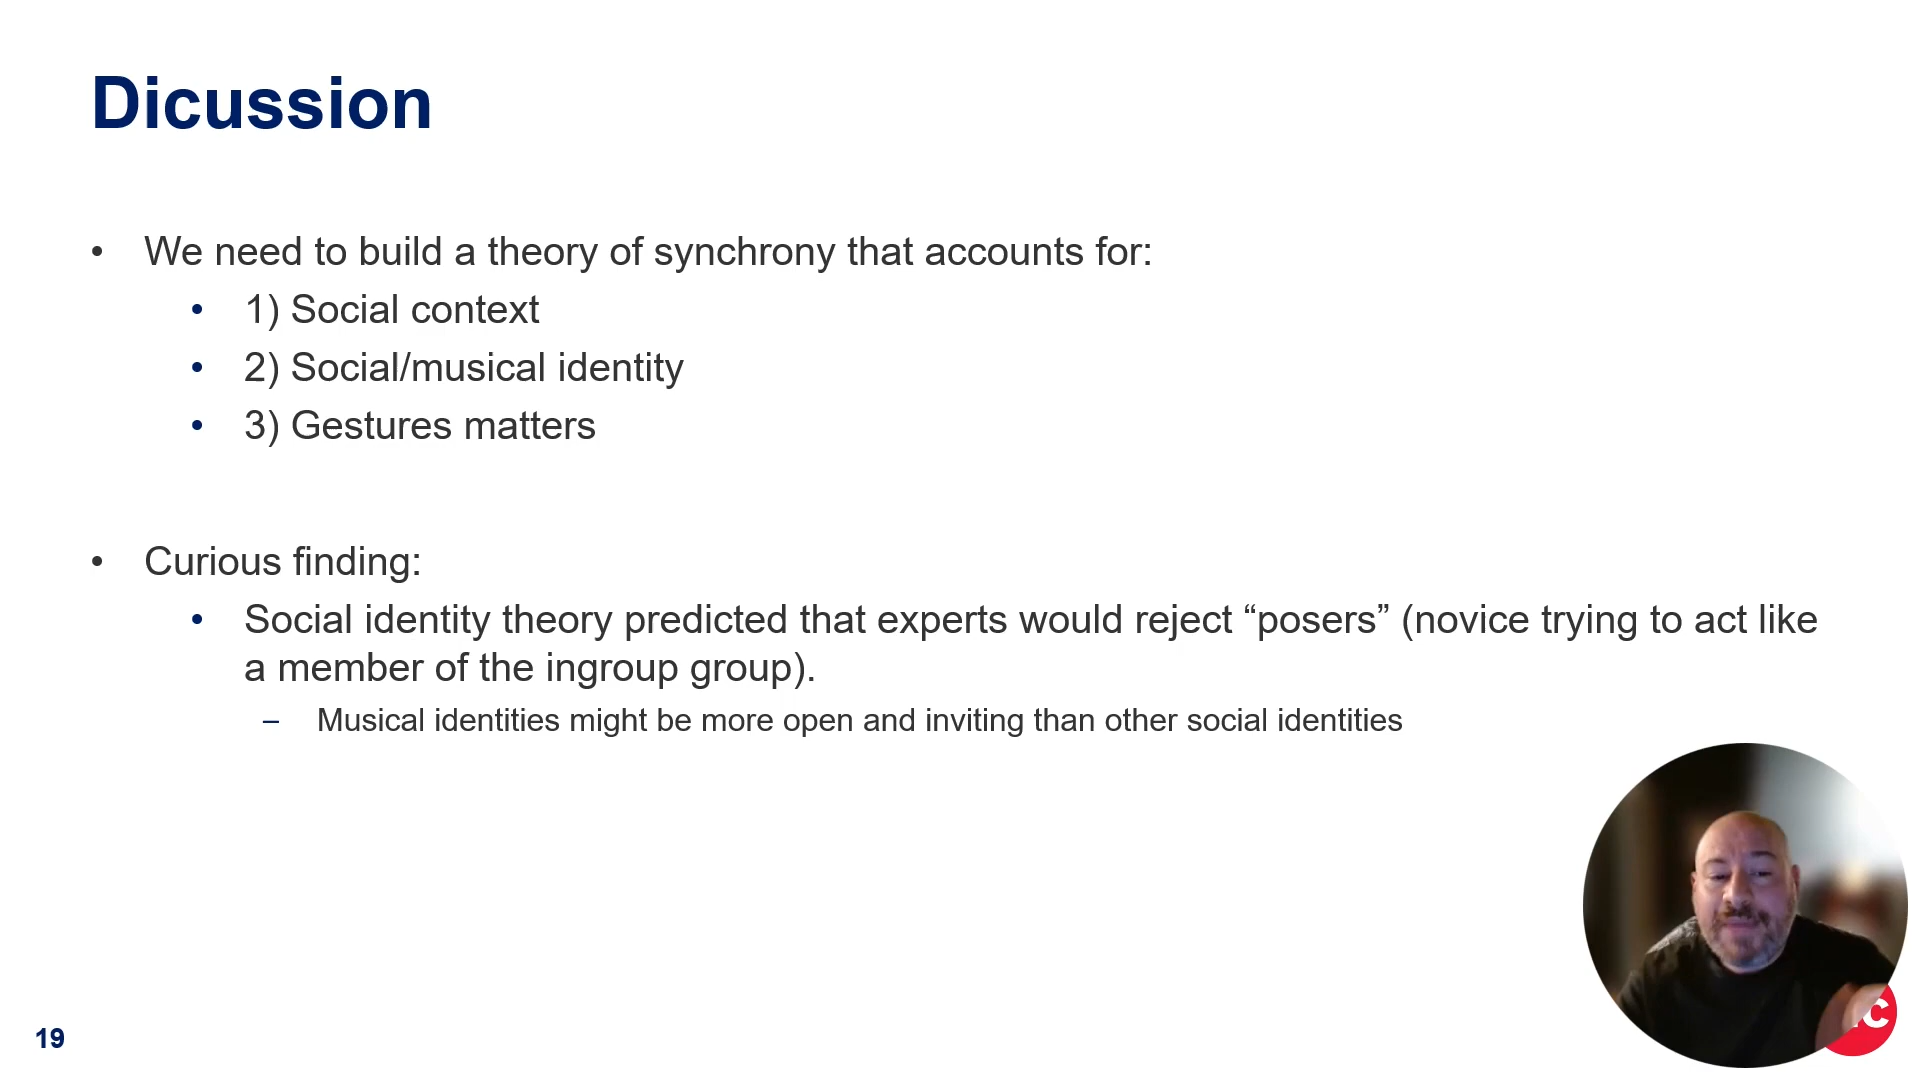 Dicussion
• We need to build a theory of synchrony that accounts for:
• 1) Social context
• 2) Social/musical identity
• 3) Gestures matters
• Curious finding:
• Social identity theory predicted that experts would reject “posers” (novice trying to act like
a member of the ingroup group).
– Musical identities might be more open and inviting than other social identities
19